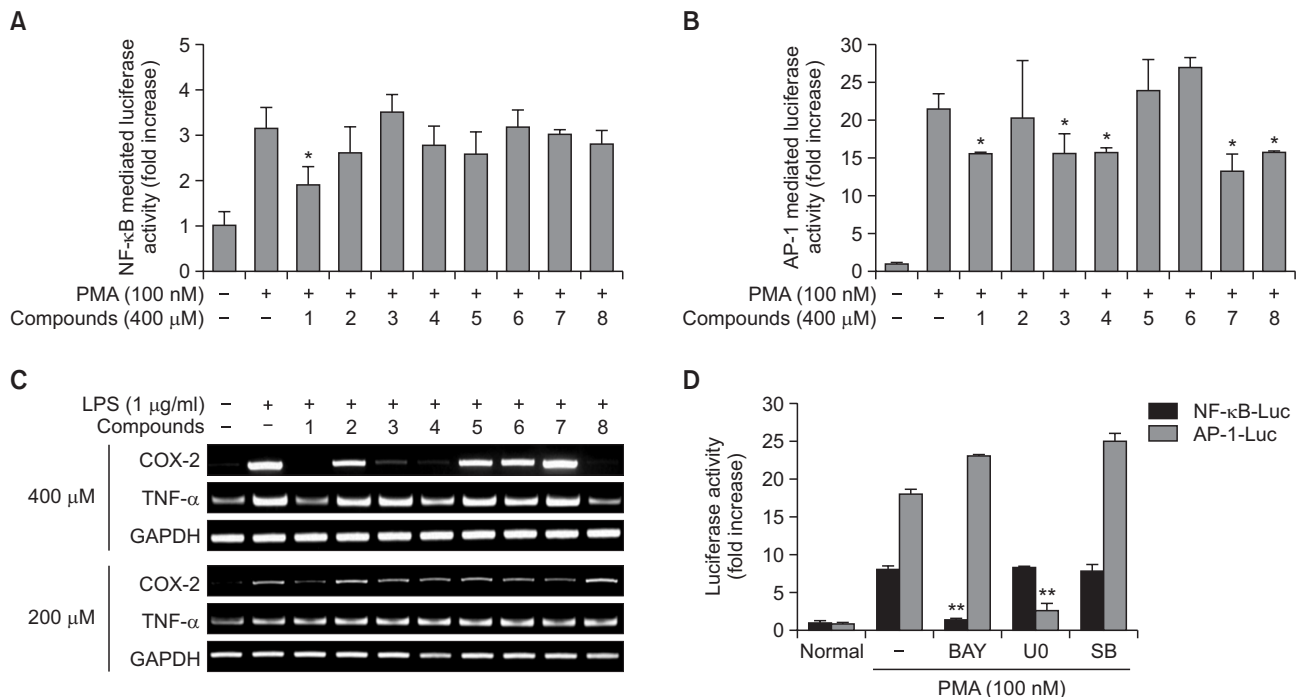 A
NF-κB mediated luciferase
activity (fold increase)
5
4
3
2
1
0
PMA (100 nM) – + + + + + + + + +
Compounds (400 μM) – – 1 2 3 4 5 6 7 8
*
B
AP-1 mediated luciferase
activity (fold increase)
30
25
20
15
10
5
0
* * * * *
PMA (100 nM) – + + + + + + + + +
Compounds (400 μM) – – 1 2 3 4 5 6 7 8
C
LPS (1 μg/ml) – + + + + + + + + +
Compounds – – 1 2 3 4 5 6 7 8
400 μM
COX-2
TNF-α
GAPDH
200 μM
COX-2
TNF-α
GAPDH
D
Luciferase activity
(fold increase)
30
25
20
15
10
5
0
** **
NF-κB-Luc
AP-1-Luc
Normal – BAY U0 SB
PMA (100 nM)